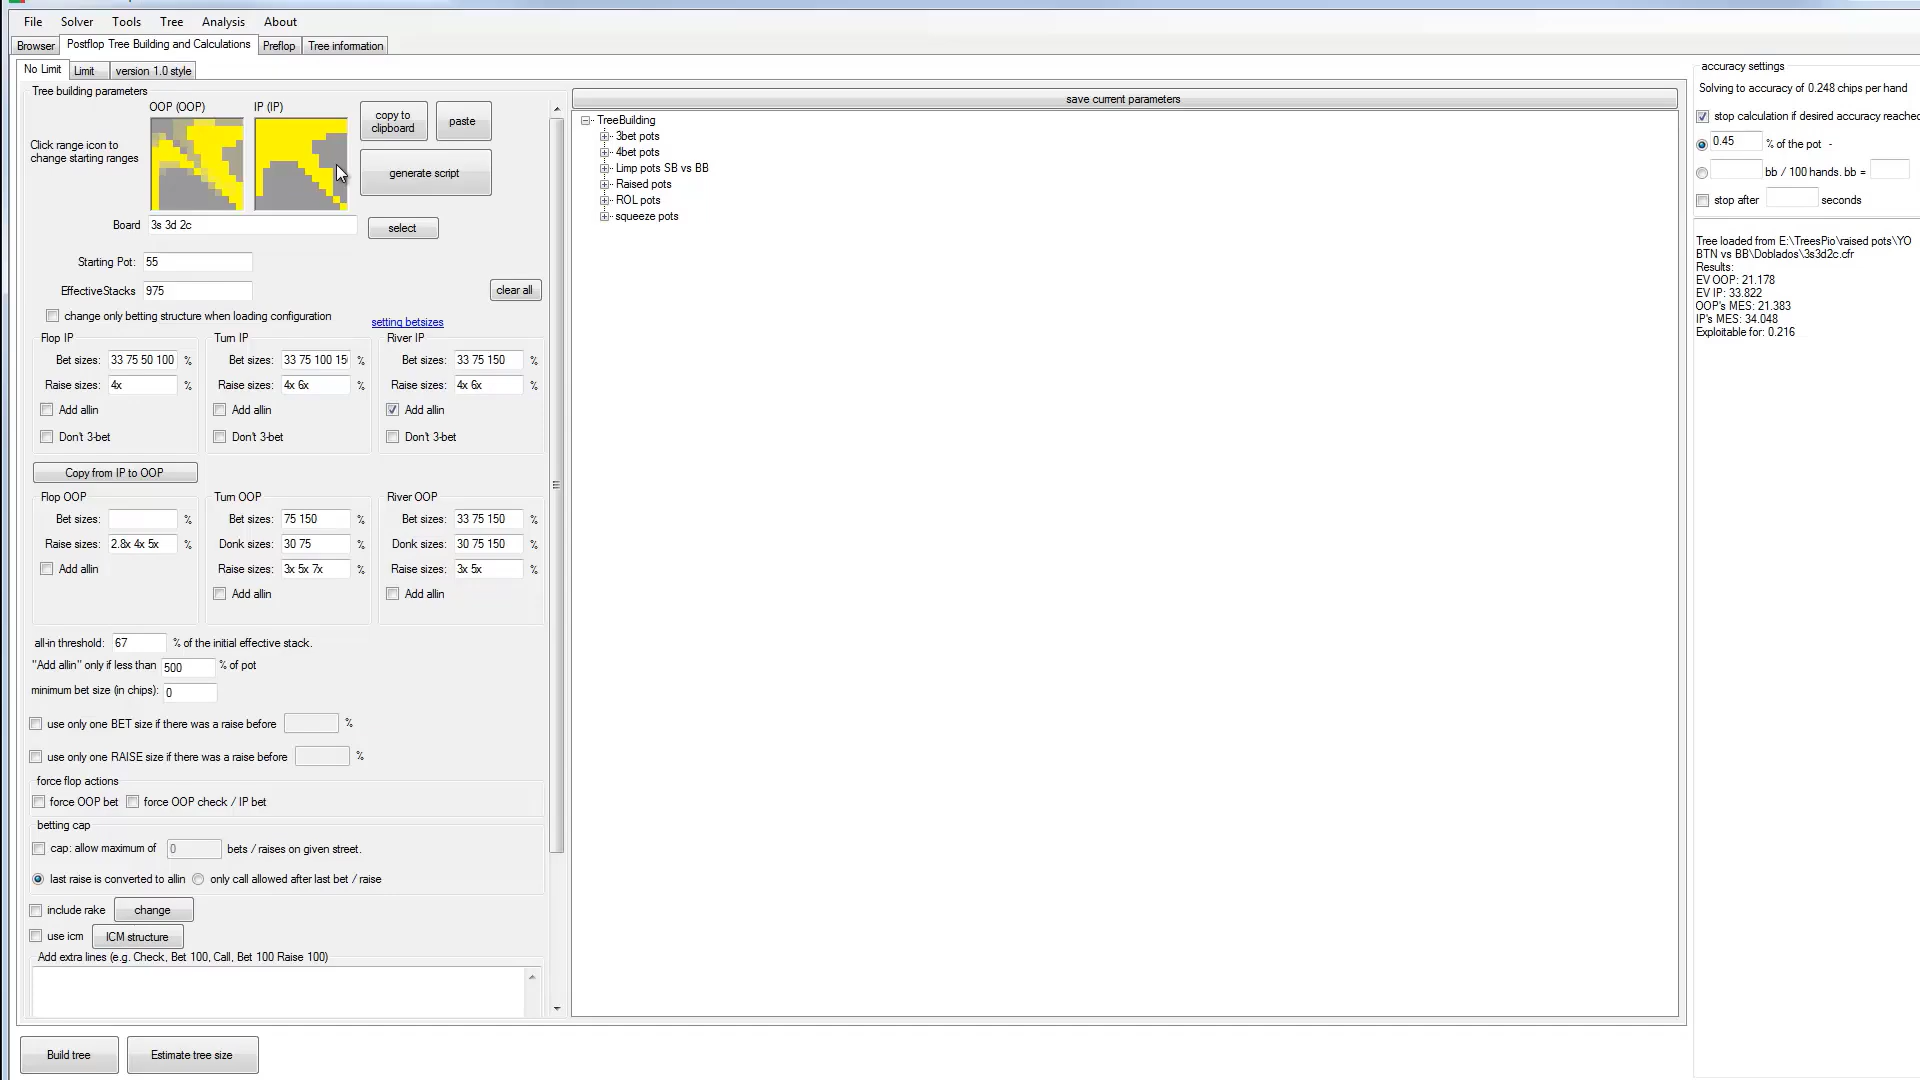 File Solver Tools Tree Analysis About
Browser Postflop Tree Building and Calculations Preflop Tree information
No Limit Limit version 1.0 style
Tree building parameters
OOP (OOP) IP (IP)
Click range icon to
change starting ranges
copy to
clipboard
paste
generate script
Board 3s 3d 2c select
Starting Pot: 55
EffectiveStacks 975 clear all
change only betting structure when loading configuration
setting betsizes
Flop IP Turn IP River IP
Bet sizes: 33 75 50 100 % Bet sizes: 33 75 100 15 % Bet sizes: 33 75 150 %
Raise sizes: 4x % Raise sizes: 4x 6x % Raise sizes: 4x 6x %
Add allin Add allin Add allin
Don't 3-bet Don't 3-bet Don't 3-bet
Copy from IP to OOP
Flop OOP Turn OOP River OOP
Bet sizes: % Bet sizes: 75 150 % Bet sizes: 33 75 150 %
Raise sizes: 2.8x 4x 5x % Donk sizes: 30 75 % Donk sizes: 30 75 150 %
Add allin Raise sizes: 3x 5x 7x % Raise sizes: 3x 5x %
Add allin Add allin
all-in threshold: 67 % of the initial effective stack.
"Add allin" only if less than 500 % of pot
minimum bet size (in chips): 0
use only one BET size if there was a raise before %
use only one RAISE size if there was a raise before %
force flop actions
force OOP bet force OOP check / IP bet
betting cap
cap: allow maximum of 0 bets / raises on given street.
last raise is converted to allin only call allowed after last bet / raise
include rake change
use icm ICM structure
Add extra lines (e.g. Check, Bet 100, Call, Bet 100 Raise 100)
Build tree Estimate tree size
save current parameters
TreeBuilding
3bet pots
4bet pots
Limp pots SB vs BB
Raised pots
ROL pots
squeeze pots
accuracy settings
Solving to accuracy of 0.248 chips per hand
stop calculation if desired accuracy reached
0.45 % of the pot -
bb / 100 hands. bb =
stop after seconds
Tree loaded from E:\TreesPio\raised pots\YO
BTN vs BB\Doblados\3s3d2c.cfr
Results:
EV OOP: 21.178
EV IP: 33.822
OOP's MES: 21.383
IP's MES: 34.048
Exploitable for: 0.216